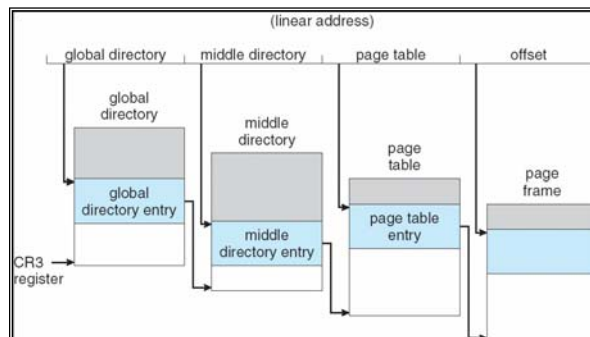 (linear address)
global directory
middle directory
page table
offset
global
directory
middle
directory
page
table
page
frame
global
directory entry
middle
directory entry
page table
entry
CR3
register